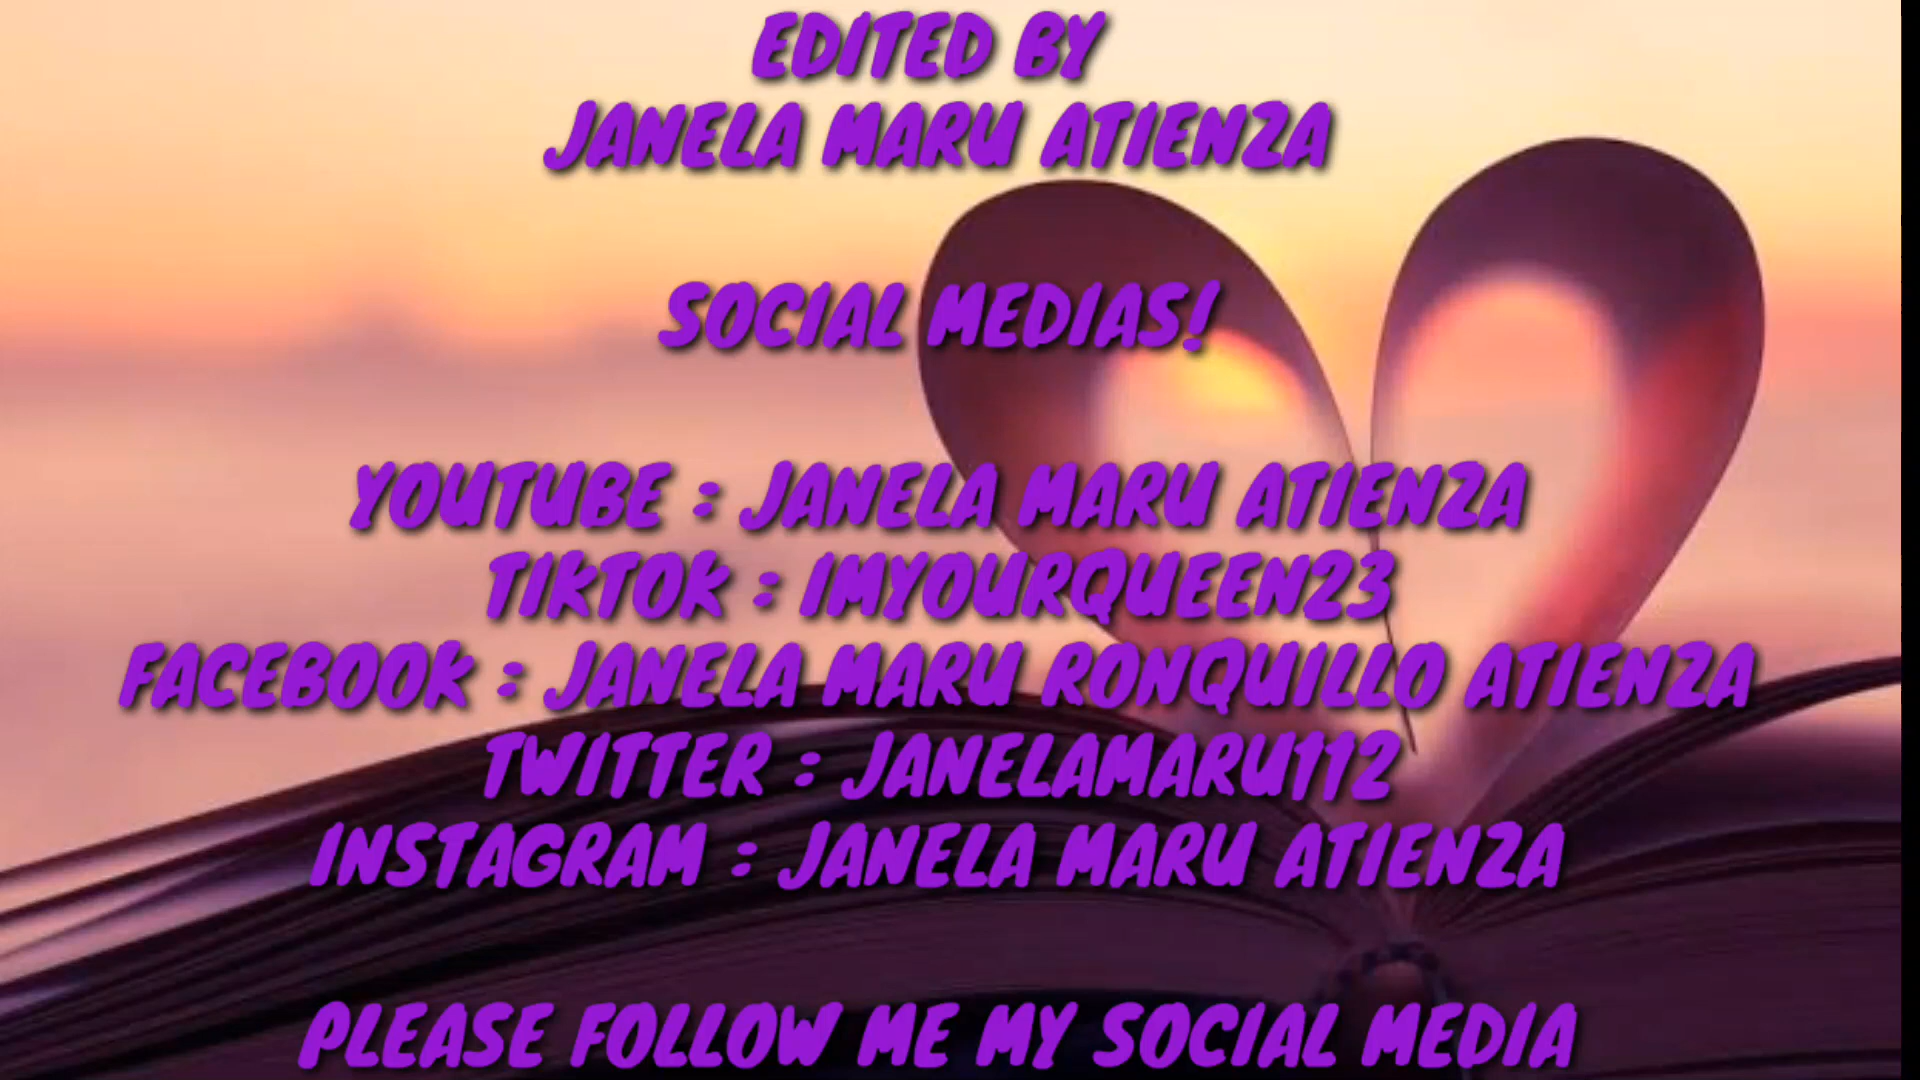 EDITED BY
JANELA MARU ATIENZA
SOCIAL MEDIAS!
YOUTUBE : JANELA MARU ATIENZA
TIKTOK : IMYOURQUEEN23
FACEBOOK : JANELA MARU RONQUILLO ATIENZA
TWITTER : JANELAMARU112
INSTAGRAM : JANELA MARU ATIENZA
PLEASE FOLLOW ME MY SOCIAL MEDIA